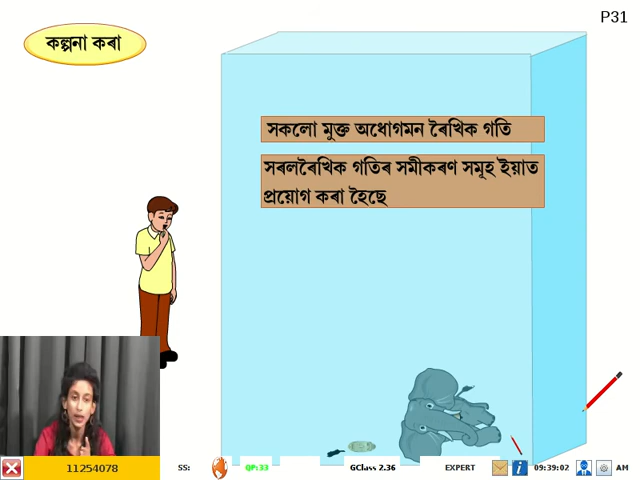 P31
কল্পনা কৰা
সকলো মুক্ত অধোগমন ৰৈখিক গতি
সৰলৰৈখিক গতিৰ সমীকৰণ সমূহ ইয়াত
প্ৰয়োগ কৰা হৈছে
11254078 SS: QF:33 GClass 2.36 EXPERT 09:39:02 AM